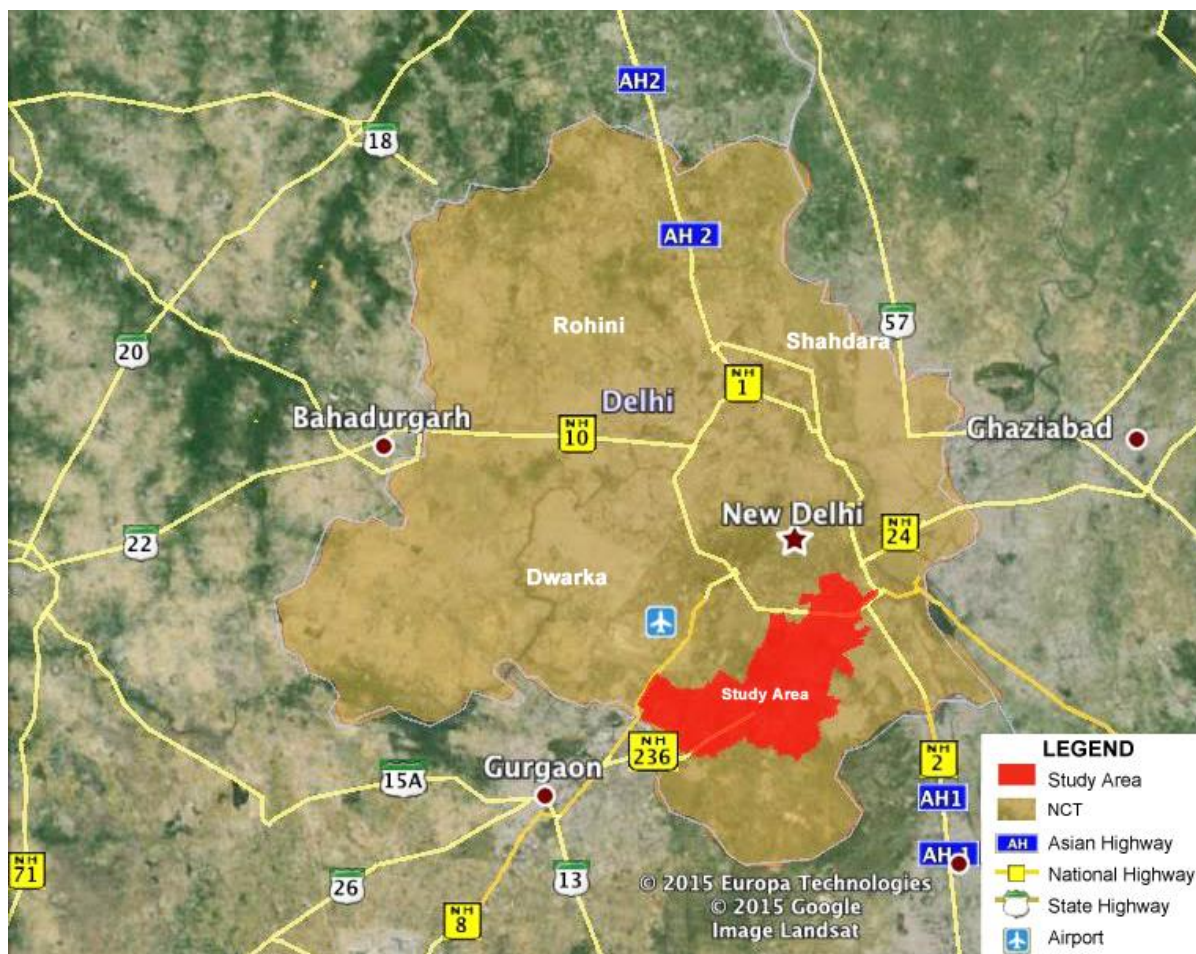 AH2
18
AH 2
Rohini
57
Shahdara
20
NH
1
Delhi
Bahadurgarh
NH
10
Ghaziabad
New Delhi
NH
24
22
Dwarka
Study Area
NH
236
NH
2
Gurgaon
15A
AH1
AH 1
NH
71
26
13
NH
8
© 2015 Europa Technologies
© 2015 Google
Image Landsat
LEGEND
Study Area
NCT
AH Asian Highway
National Highway
State Highway
Airport